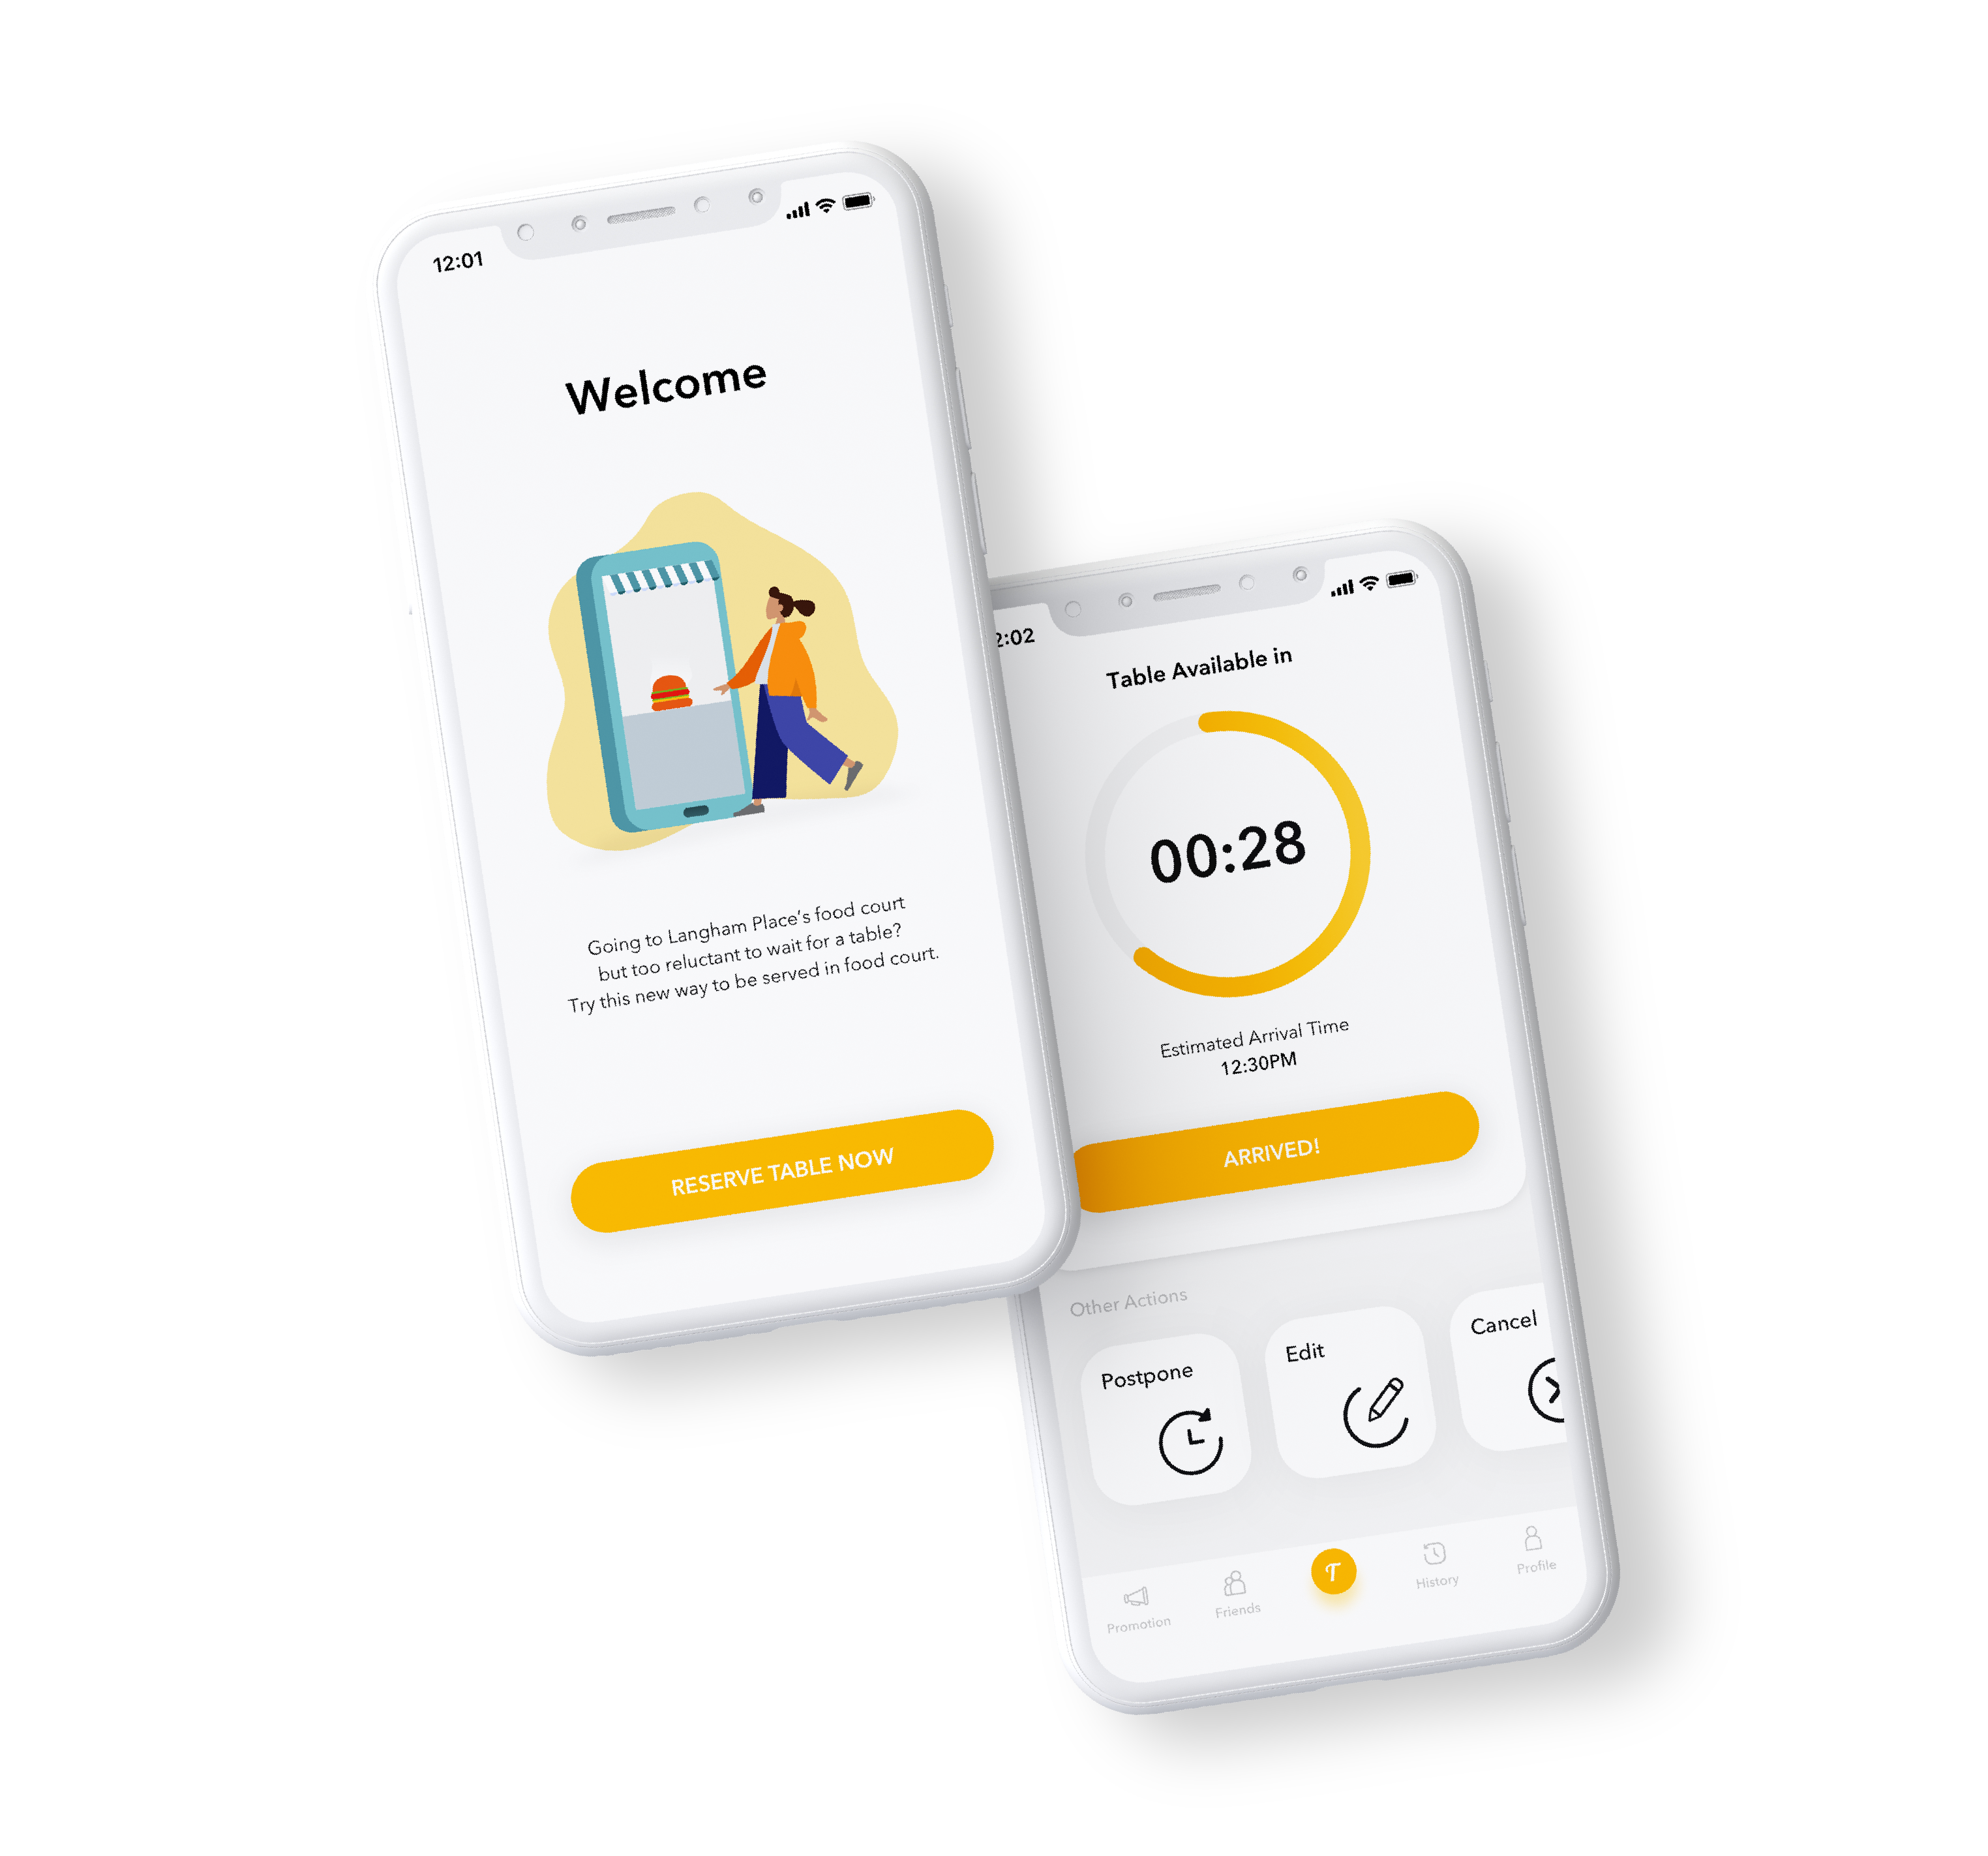 12:01
Welcome
Going to Langham Place's food court
but too reluctant to wait for a table?
Try this new way to be served in food court.
RESERVE TABLE NOW
2:02
Table Available in
00:28
Estimated Arrival Time
12:30PM
ARRIVED!
Other Actions
Postpone
Edit
Cancel
T
Promotion
Friends
History
Profile